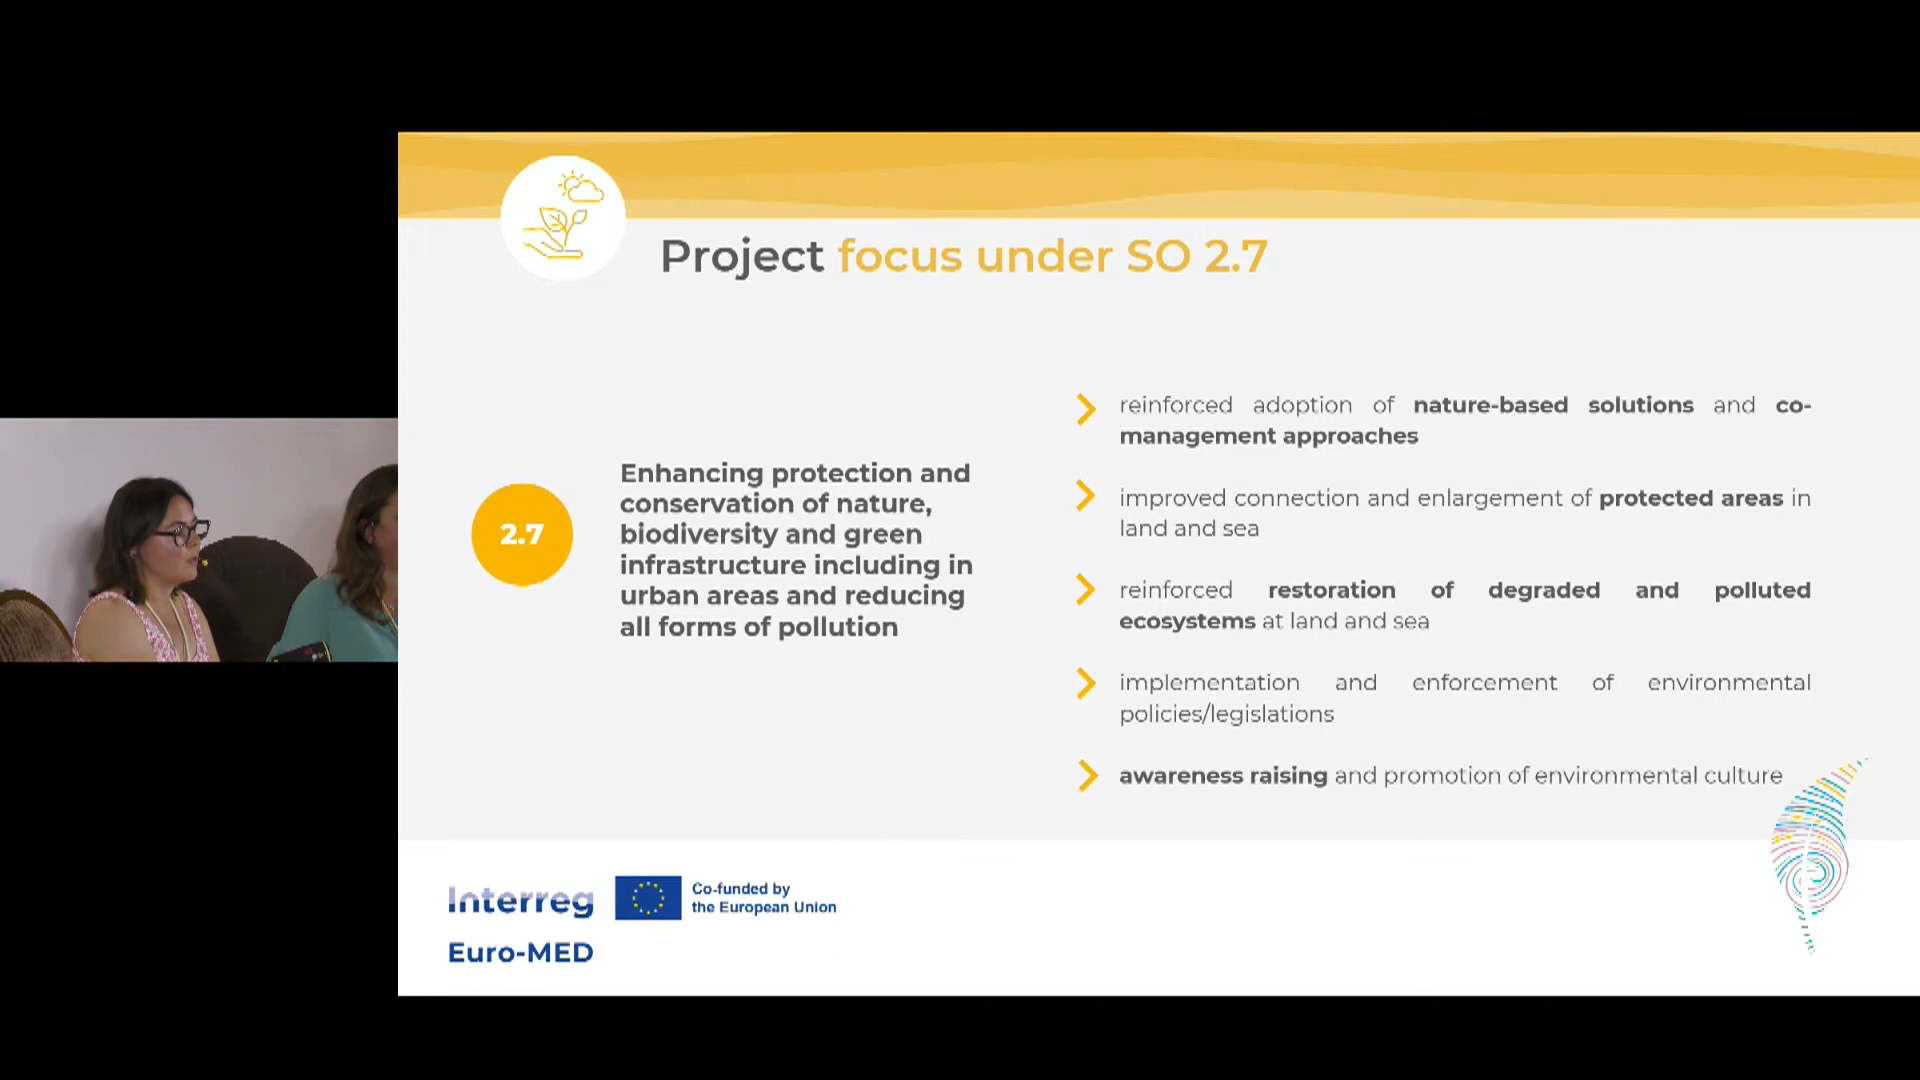 Project focus under SO 2.7
2.7
Enhancing protection and
conservation of nature,
biodiversity and green
infrastructure including in
urban areas and reducing
all forms of pollution
reinforced adoption of nature-based solutions and co-
management approaches
improved connection and enlargement of protected areas in
land and sea
reinforced restoration of degraded and polluted
ecosystems at land and sea
implementation and enforcement of environmental
policies/legislations
awareness raising and promotion of environmental culture
Interreg
Co-funded by
the European Union
Euro-MED